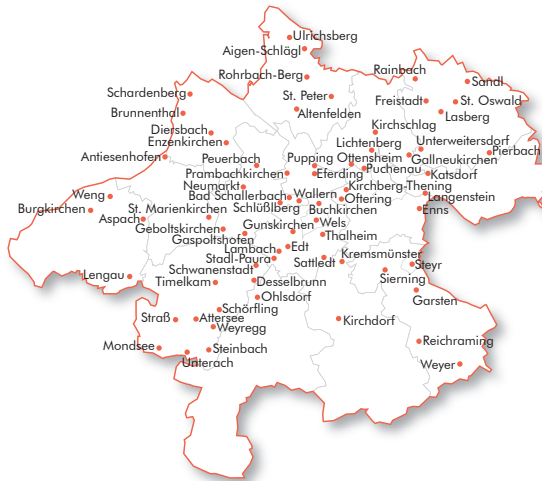 Ulrichsberg
Aigen-Schlägl
Rohrbach-Berg
Rainbach
Sandl
Schardenberg
St. Peter
Freistadt
St. Oswald
Brunnenthal
Altenfelden
Lasberg
Diersbach
Kirchschlag
Enzenkirchen
Lichtenberg
Unterweitersdorf
Antiesenhofen
Peuerbach
Pupping
Ottensheim
Gallneukirchen
Pierbach
Prambachkirchen
Eferding
Puchenau
Katsdorf
Neumarkt
Kirchberg-Thening
Weng
Bad Schallerbach
Wallern
Oftering
Langenstein
Burgkirchen
St. Marienkirchen
Schlüßlberg
Buchkirchen
Enns
Aspach
Geboltskirchen
Gunskirchen
Wels
Gaspoltshofen
Thalheim
Lambach
Edt
Stadl-Paura
Sattledt
Kremsmünster
Steyr
Lengau
Schwanenstadt
Sierning
Timelkam
Desselbrunn
Garsten
Ohlsdorf
Schörfling
Straß
Attersee
Kirchdorf
Weyregg
Reichraming
Mondsee
Steinbach
Unterach
Weyer